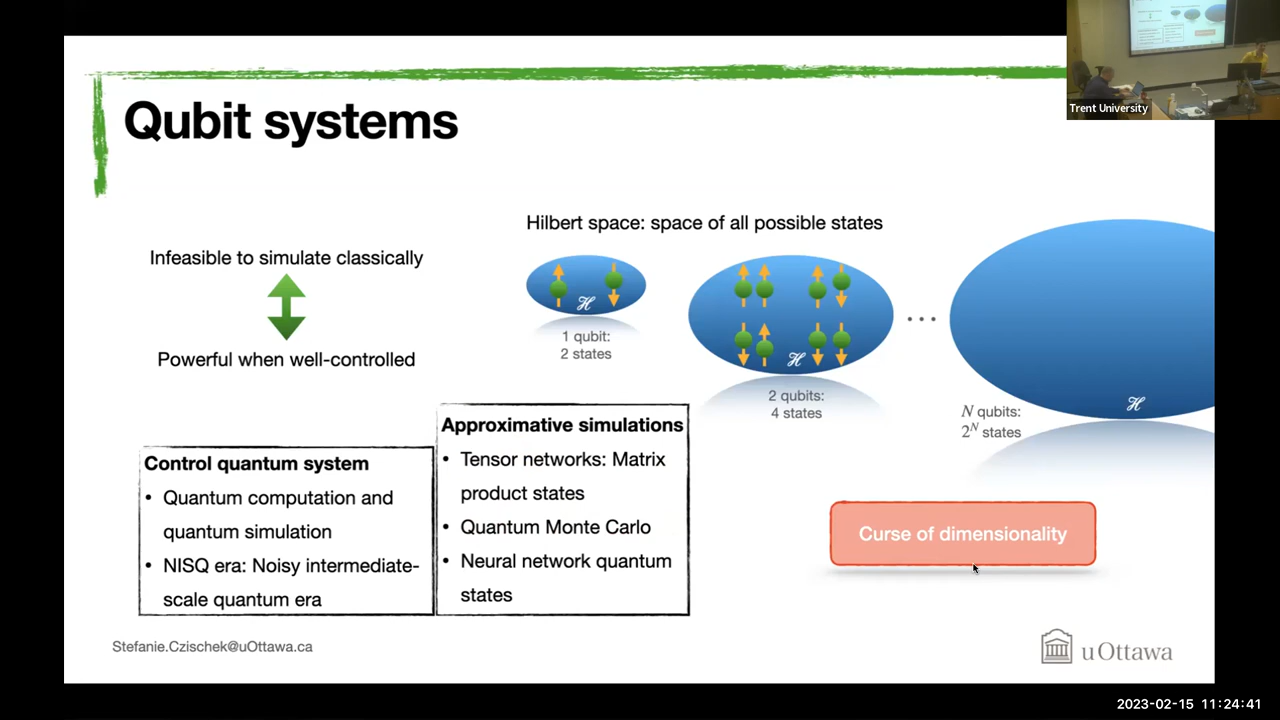 Trent University
Qubit systems
Hilbert space: space of all possible states
Infeasible to simulate classically
Powerful when well-controlled
ℋ
1 qubit:
2 states
ℋ
2 qubits:
4 states
...
ℋ
N qubits:
2^N states
Control quantum system
• Quantum computation and
quantum simulation
• NISQ era: Noisy intermediate-
scale quantum era
Approximative simulations
• Tensor networks: Matrix
product states
• Quantum Monte Carlo
• Neural network quantum
states
Curse of dimensionality
Stefanie.Czischek@uOttawa.ca
uOttawa
2023-02-15 11:24:41